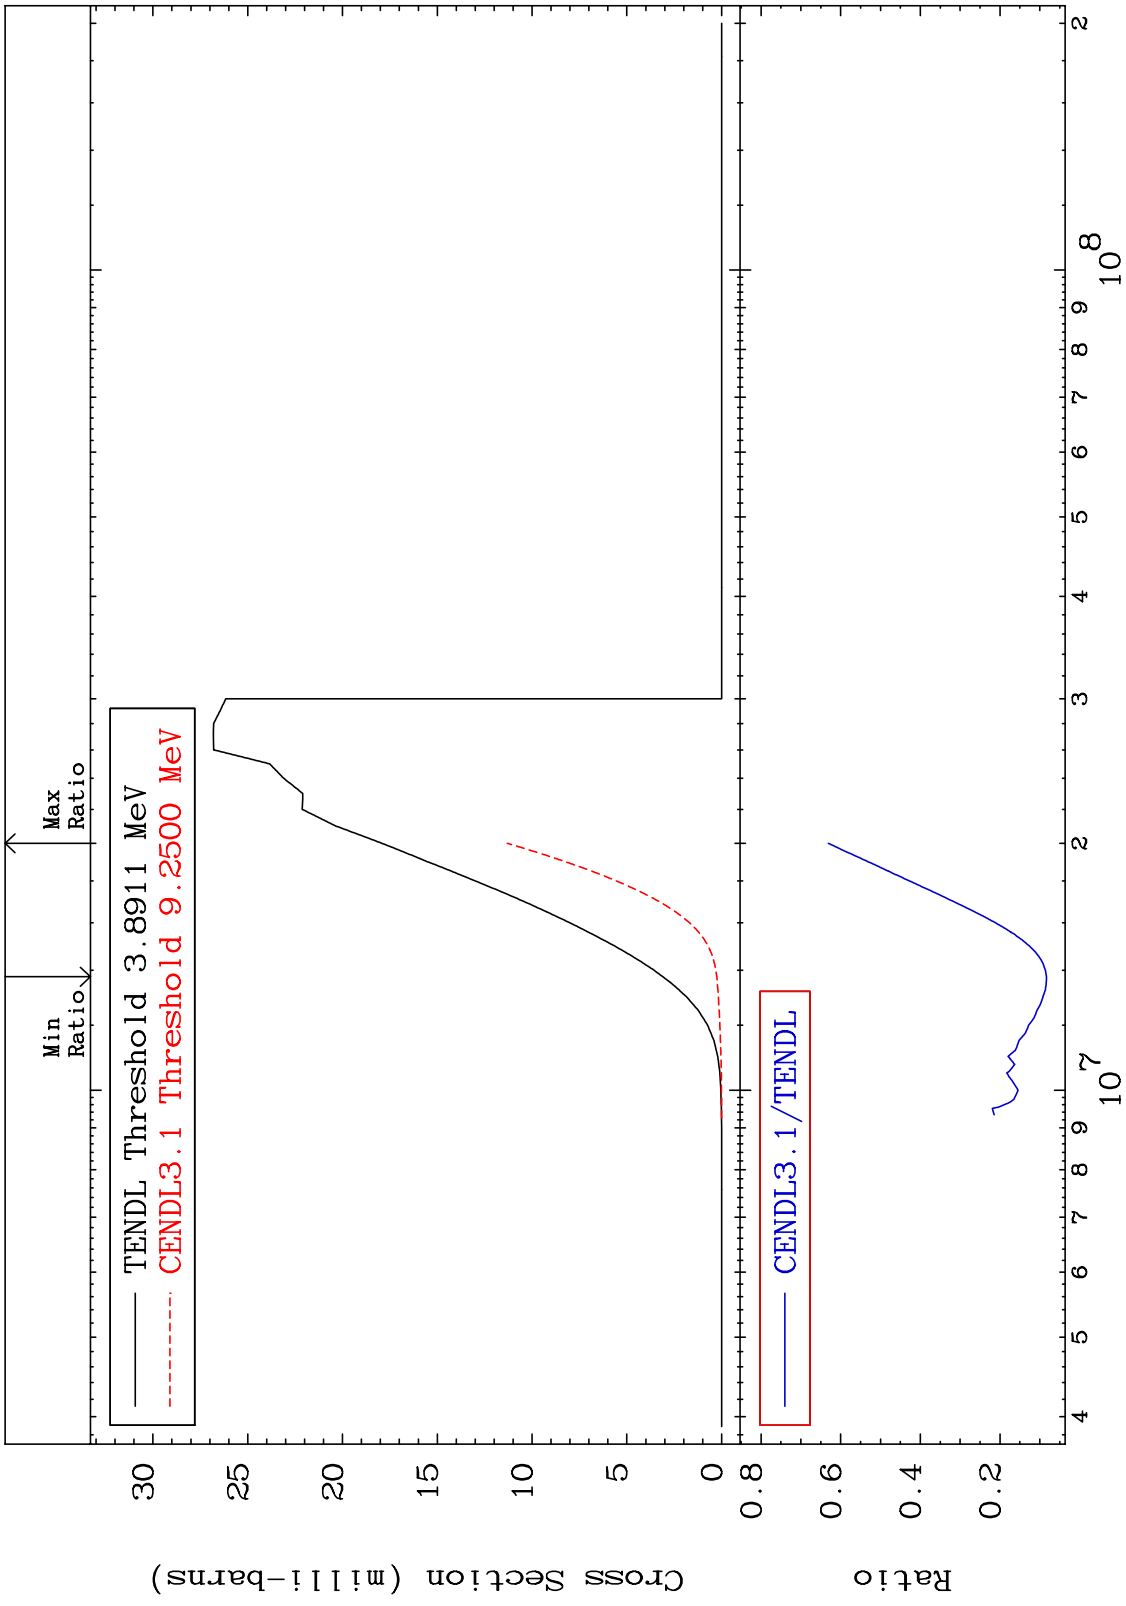 Min
Ratio
Max
Ratio
TENDL Threshold 3.8911 MeV
CENDL3.1 Threshold 9.2500 MeV
30
25
20
15
10
5
0
Cross Section (milli-barns)
CENDL3.1/TENDL
0.8
0.6
0.4
0.2
Ratio
4 5 6 7 8 9 10^7 2 3 4 5 6 7 8 9 10^8 2